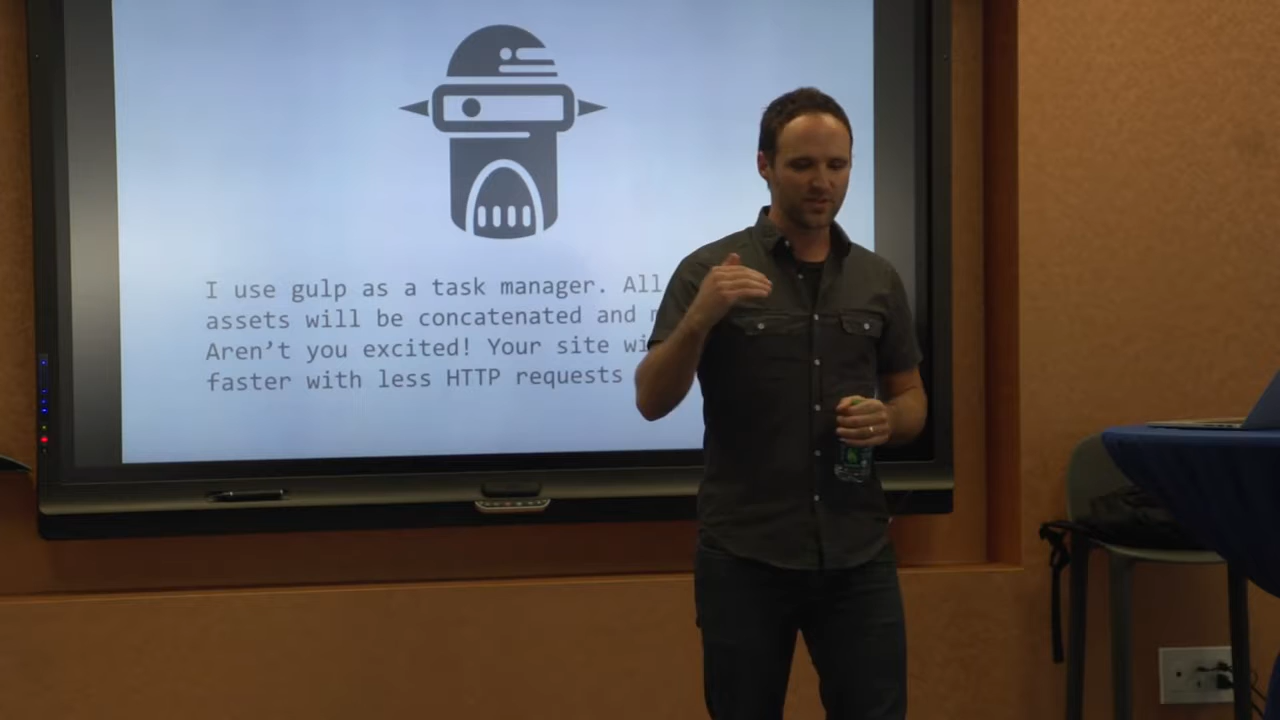 I use gulp as a task manager. All
assets will be concatenated and
Aren’t you excited! Your site
faster with less HTTP requests